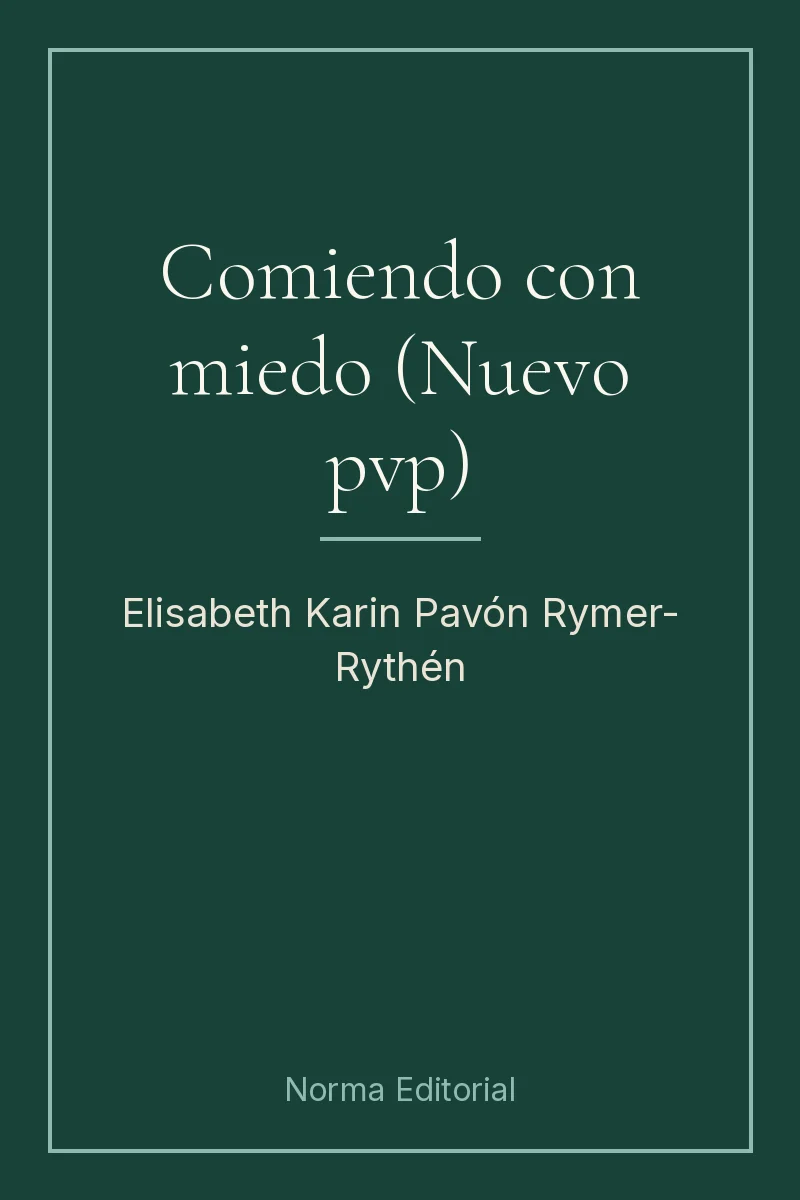 Comiendo con
miedo (Nuevo
pvp)
Elisabeth Karin Pavón Rymer-
Rythén
Norma Editorial